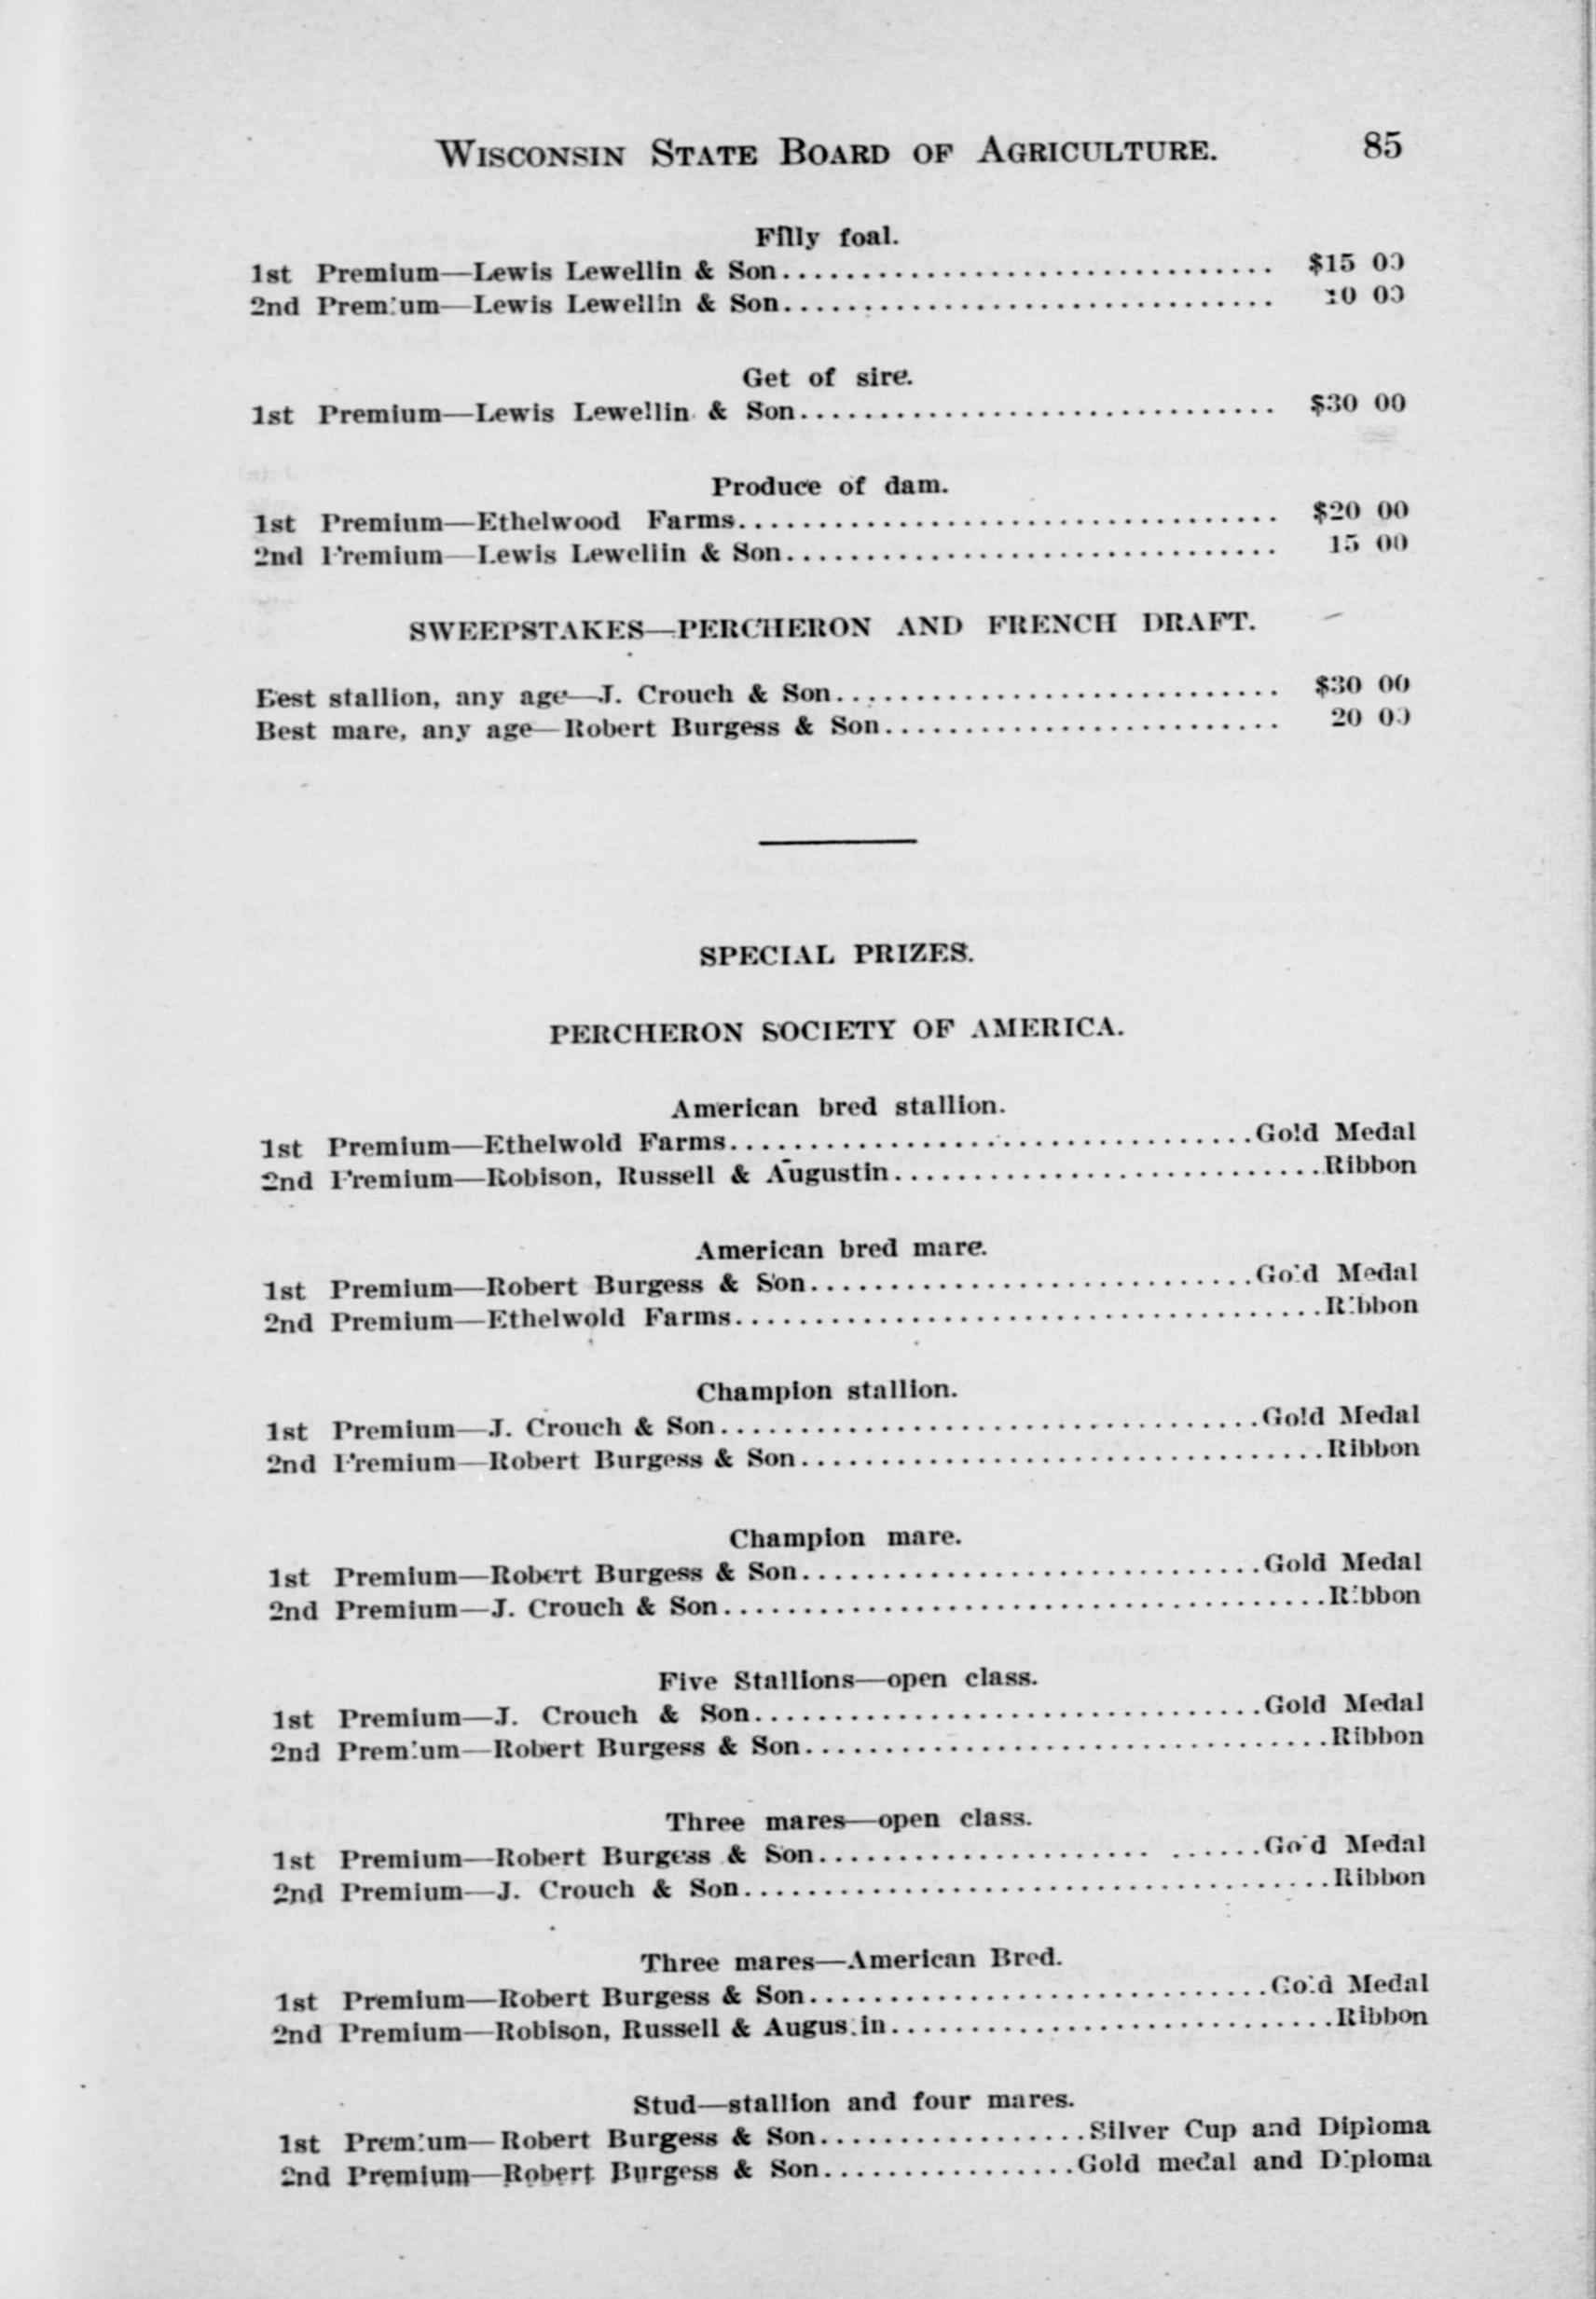 WISCONSIN STATE BOARD OF AGRICULTURE. 85
Filly foal.
1st Premium—Lewis Lewellin & Son................................ $15 00
2nd Premium—Lewis Lewellin & Son................................ 10 00
Get of sire.
1st Premium—Lewis Lewellin & Son................................ $30 00
Produce of dam.
1st Premium—Ethelwood Farms.................................. $20 00
2nd Premium—Lewis Lewellin & Son................................ 15 00
SWEEPSTAKES—PERCHERON AND FRENCH DRAFT.
Best stallion, any age—J. Crouch & Son............................ $30 00
Best mare, any age—Robert Burgess & Son......................... 20 00
SPECIAL PRIZES.
PERCHERON SOCIETY OF AMERICA.
American bred stallion.
1st Premium—Ethelwold Farms.................................Gold Medal
2nd Premium—Robison, Russell & Augustin...........................Ribbon
American bred mare.
1st Premium—Robert Burgess & Son............................Gold Medal
2nd Premium—Ethelwold Farms.....................................Ribbon
Champion stallion.
1st Premium—J. Crouch & Son..................................Gold Medal
2nd Premium—Robert Burgess & Son.................................Ribbon
Champion mare.
1st Premium—Robert Burgess & Son.............................Gold Medal
2nd Premium—J. Crouch & Son......................................Ribbon
Five Stallions—open class.
1st Premium—J. Crouch & Son................................Gold Medal
2nd Premium—Robert Burgess & Son.................................Ribbon
Three mares—open class.
1st Premium—Robert Burgess & Son..................... ......Gold Medal
2nd Premium—J. Crouch & Son.....................................Ribbon
Three mares—American Bred.
1st Premium—Robert Burgess & Son.............................Gold Medal
2nd Premium—Robison, Russell & Augustin............................Ribbon
Stud—stallion and four mares.
1st Premium—Robert Burgess & Son.................Silver Cup and Diploma
2nd Premium—Robert Burgess & Son................Gold medal and Diploma